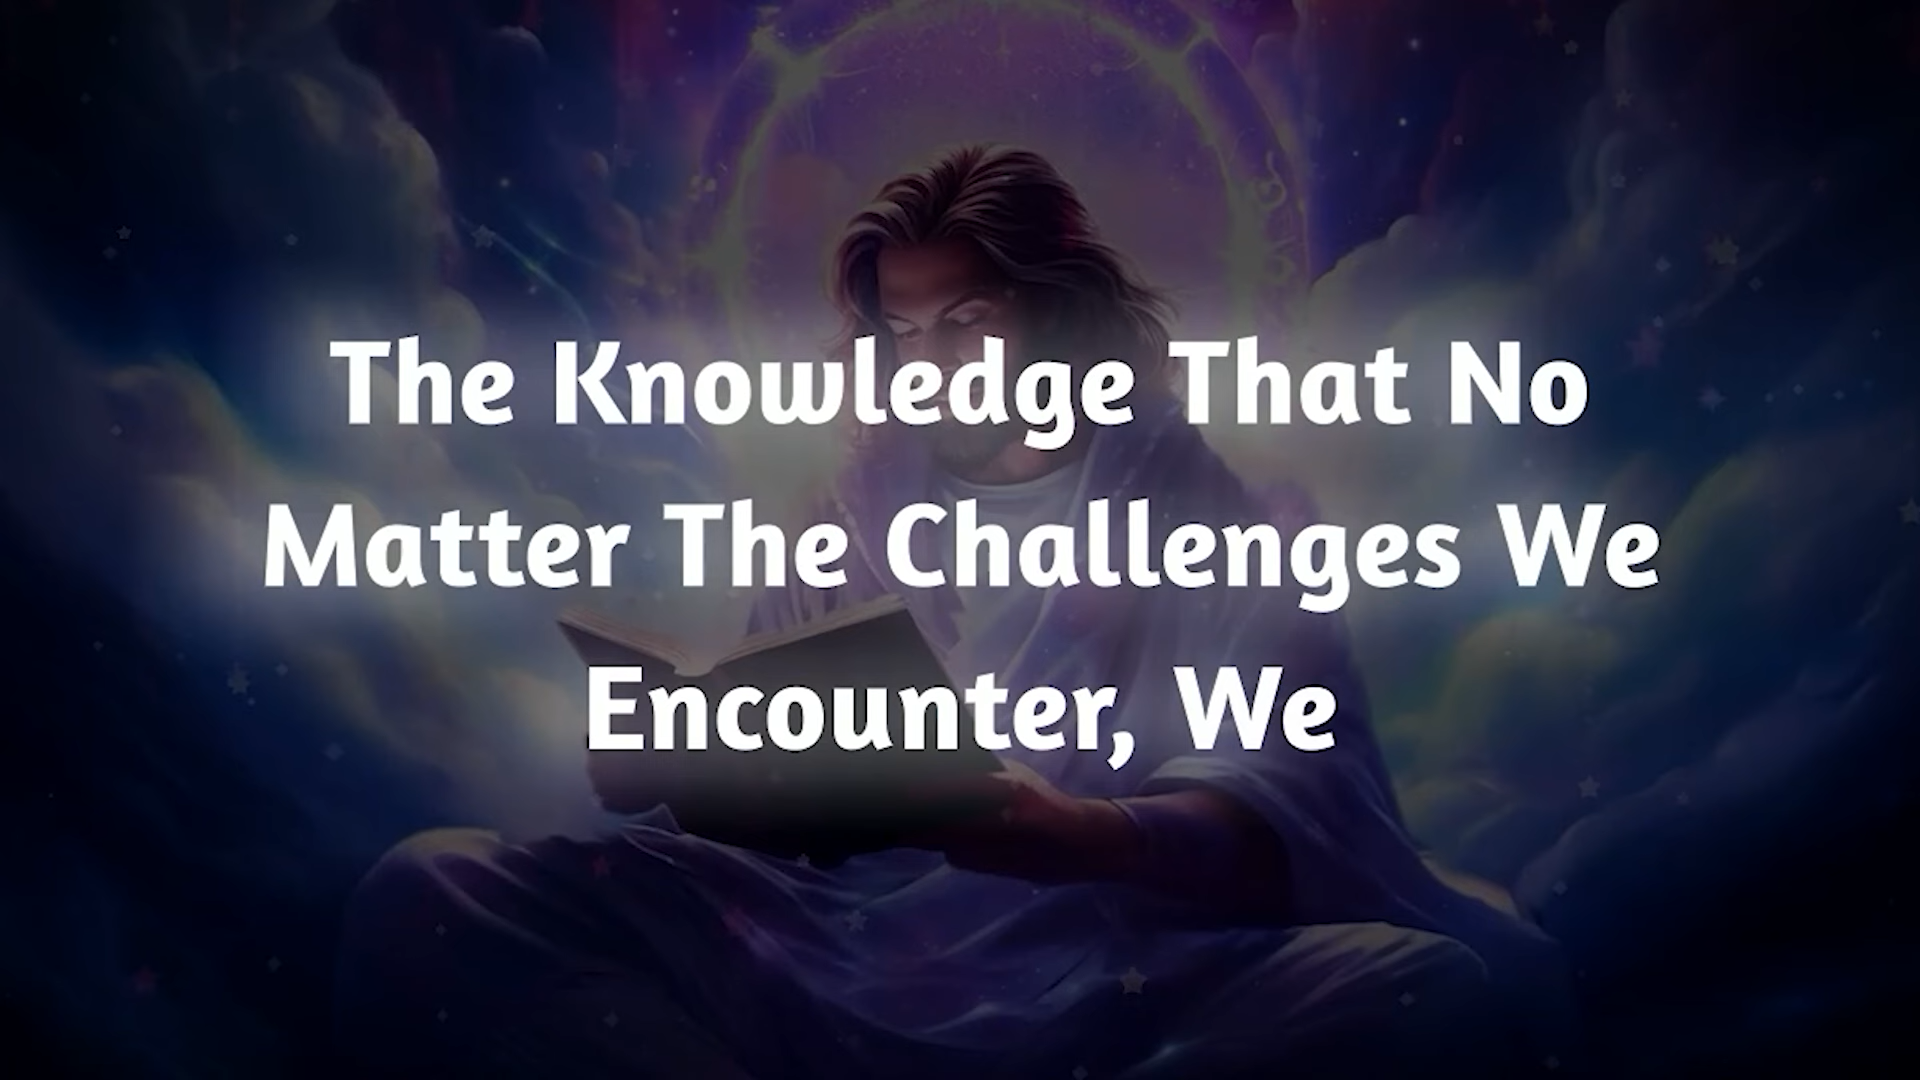 The Knowledge That No
Matter The Challenges We
Encounter, We